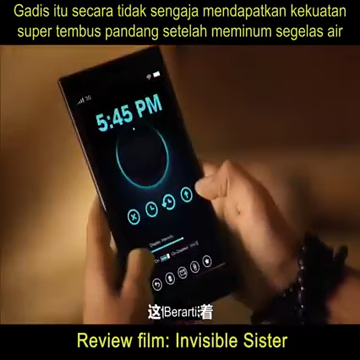 Gadis itu secara tidak sengaja mendapatkan kekuatan
super tembus pandang setelah meminum segelas air
5:45 PM
这Berarti着
Review film: Invisible Sister